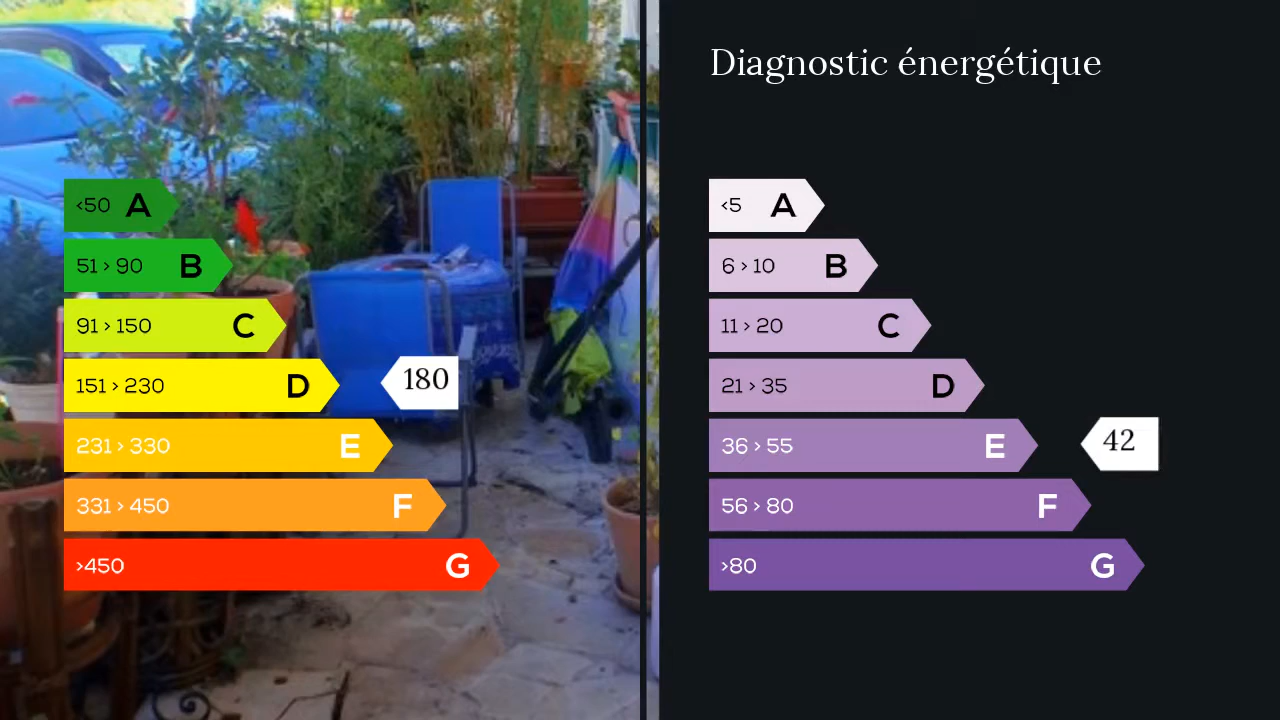 Diagnostic énergétique
<50 A
51 > 90 B
91 > 150 C
151 > 230 D
180
231 > 330 E
331 > 450 F
>450 G
<5 A
6 > 10 B
11 > 20 C
21 > 35 D
36 > 55 E
42
56 > 80 F
>80 G